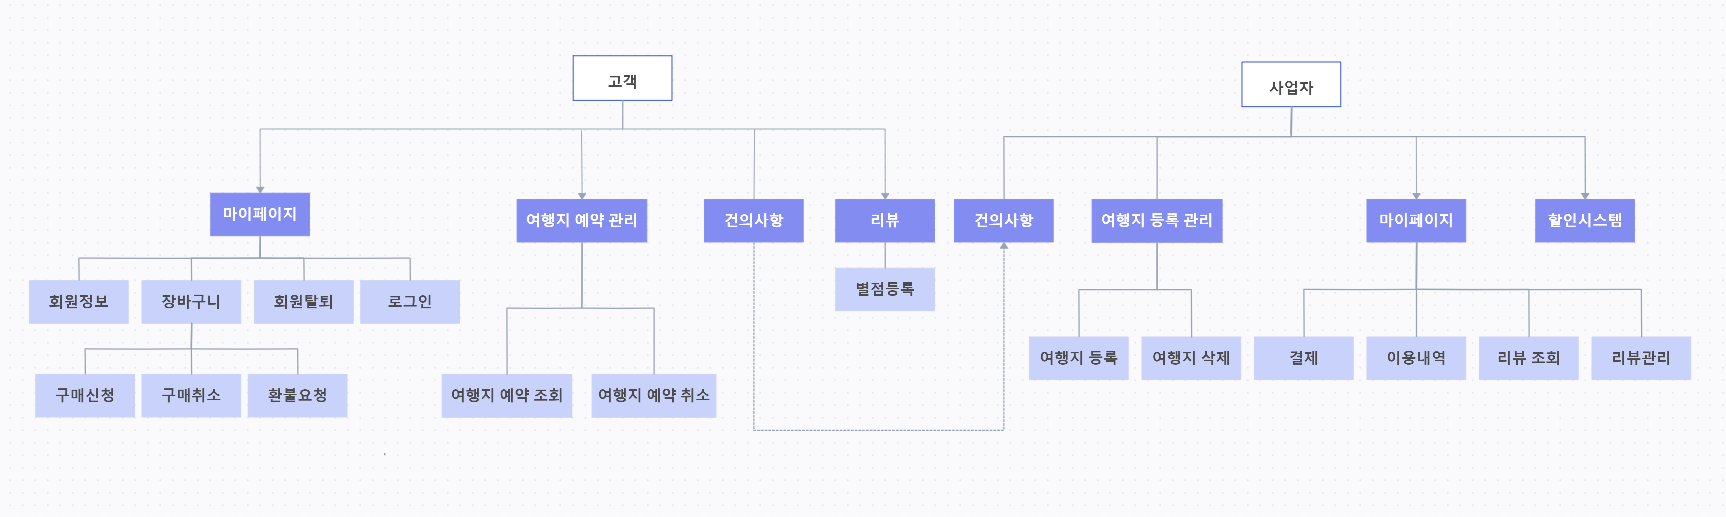 고객
사업자
마이페이지
여행지 예약 관리
건의사항
리뷰
건의사항
여행지 등록 관리
마이페이지
할인시스템
회원정보
장바구니
회원탈퇴
로그인
별점등록
여행지 등록
여행지 삭제
결제
이용내역
리뷰 조회
리뷰관리
구매신청
구매취소
환불요청
여행지 예약 조회
여행지 예약 취소